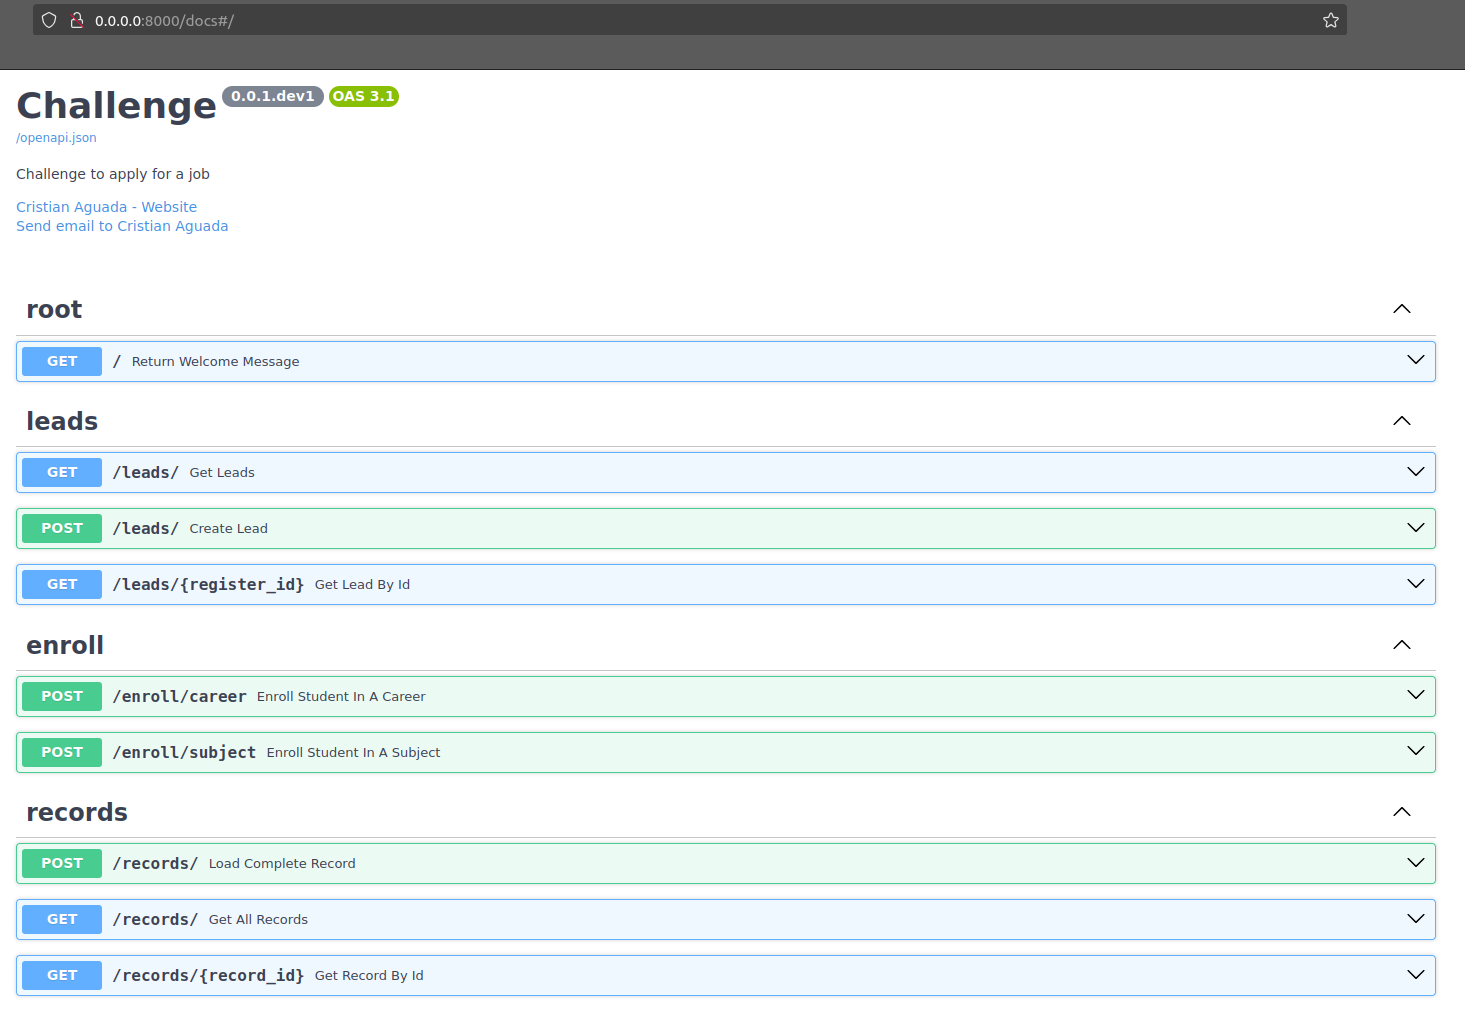 0.0.0.0:8000/docs#/
Challenge 0.0.1.dev1 OAS 3.1
/openapi.json
Challenge to apply for a job
Cristian Aguada - Website
Send email to Cristian Aguada
root
GET / Return Welcome Message
leads
GET /leads/ Get Leads
POST /leads/ Create Lead
GET /leads/{register_id} Get Lead By Id
enroll
POST /enroll/career Enroll Student In A Career
POST /enroll/subject Enroll Student In A Subject
records
POST /records/ Load Complete Record
GET /records/ Get All Records
GET /records/{record_id} Get Record By Id